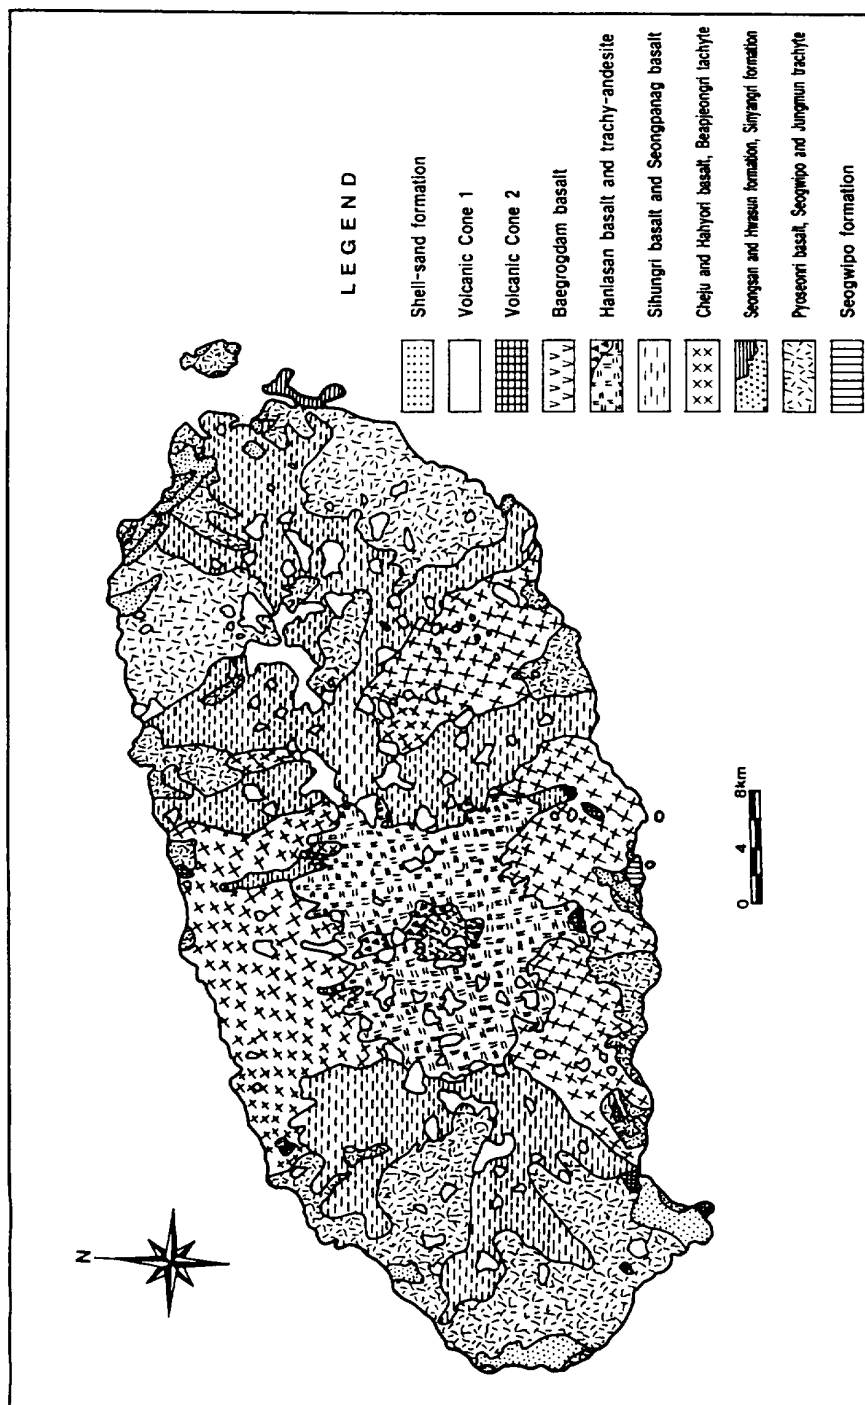 LEGEND
Shell-sand formation
Volcanic Cone 1
Volcanic Cone 2
Baegrogdam basalt
Hanlasan basalt and trachy-andesite
Sihungri basalt and Seongpanag basalt
Cheju and Hahyori basalt, Beapjeongri tachyte
Seongsan and Hwasun formation, Sinyangri formation
Pyoseonri basalt, Seogwipo and Jungmun trachyte
Seogwipo formation
N
0 4 8km